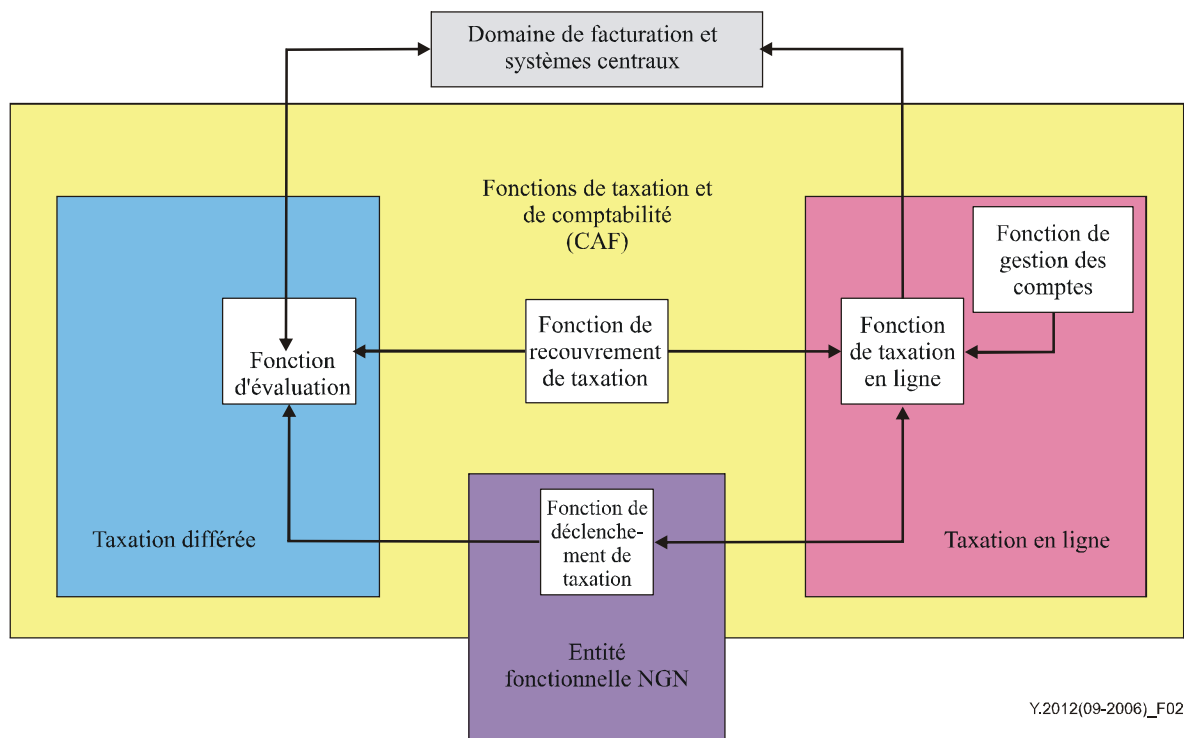 Domaine de facturation et
systèmes centraux
Fonctions de taxation et
de comptabilité
(CAF)
Fonction de
gestion des
comptes
Fonction
d'évaluation
Fonction de
recouvrement
de taxation
Fonction
de taxation
en ligne
Taxation différée
Fonction de
déclenche-
ment de
taxation
Taxation en ligne
Entité
fonctionnelle NGN
Y.2012(09-2006)_F02